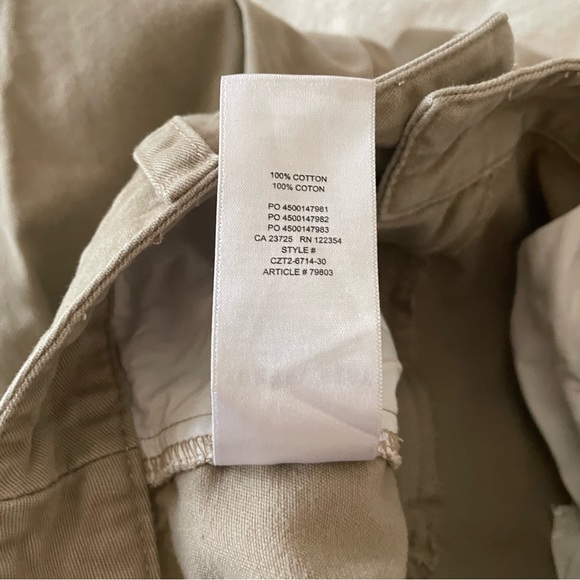 100% COTTON
100% COTON
PO 4500147981
PO 4500147982
PO 4500147983
CA 23725 RN 122354
STYLE #
CZT2-6714-30
ARTICLE # 79803